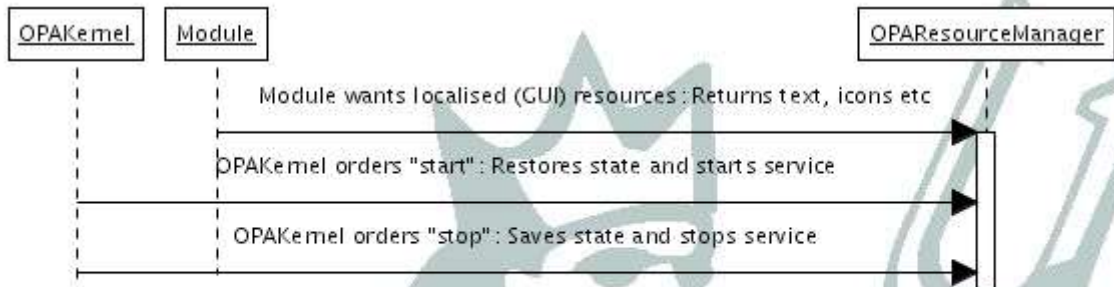 OPAKernel
Module
OPAResourceManager
Module wants localised (GUI) resources : Returns text, icons etc
OPAKernel orders "start" : Restores state and starts service
OPAKernel orders "stop" : Saves state and stops service